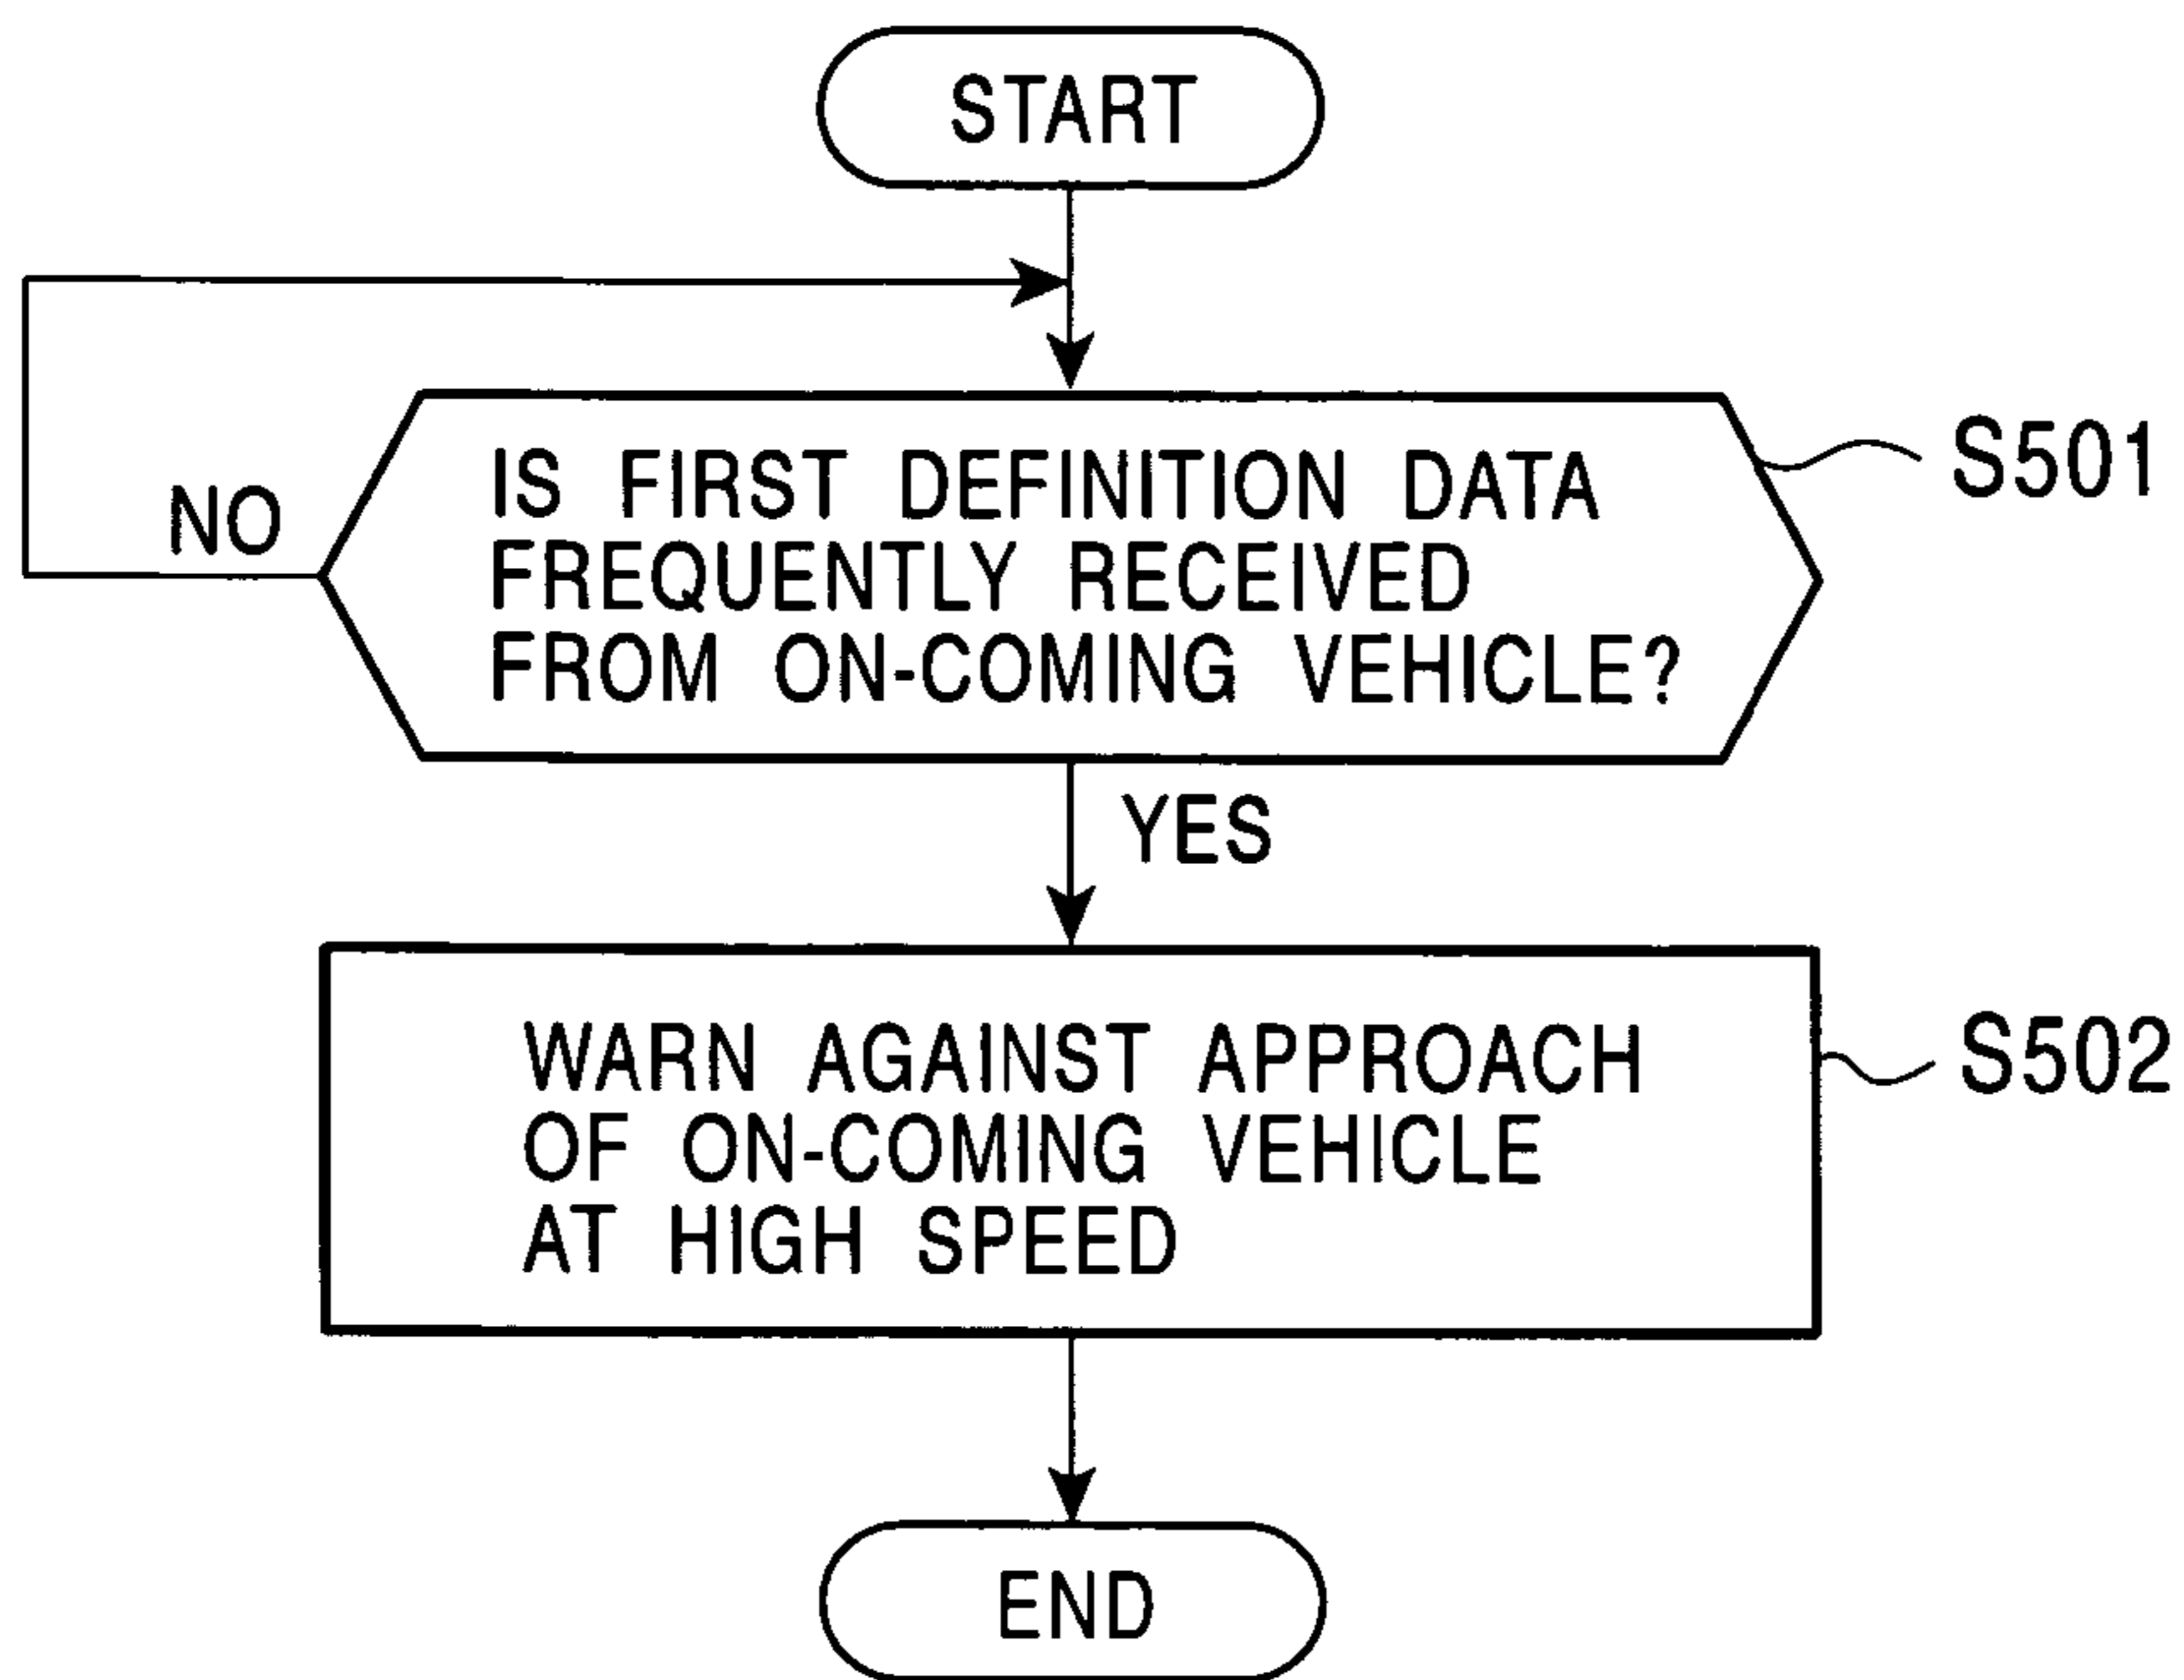 START
IS FIRST DEFINITION DATA
FREQUENTLY RECEIVED
FROM ON-COMING VEHICLE?
S501
NO
YES
WARN AGAINST APPROACH
OF ON-COMING VEHICLE
AT HIGH SPEED
S502
END